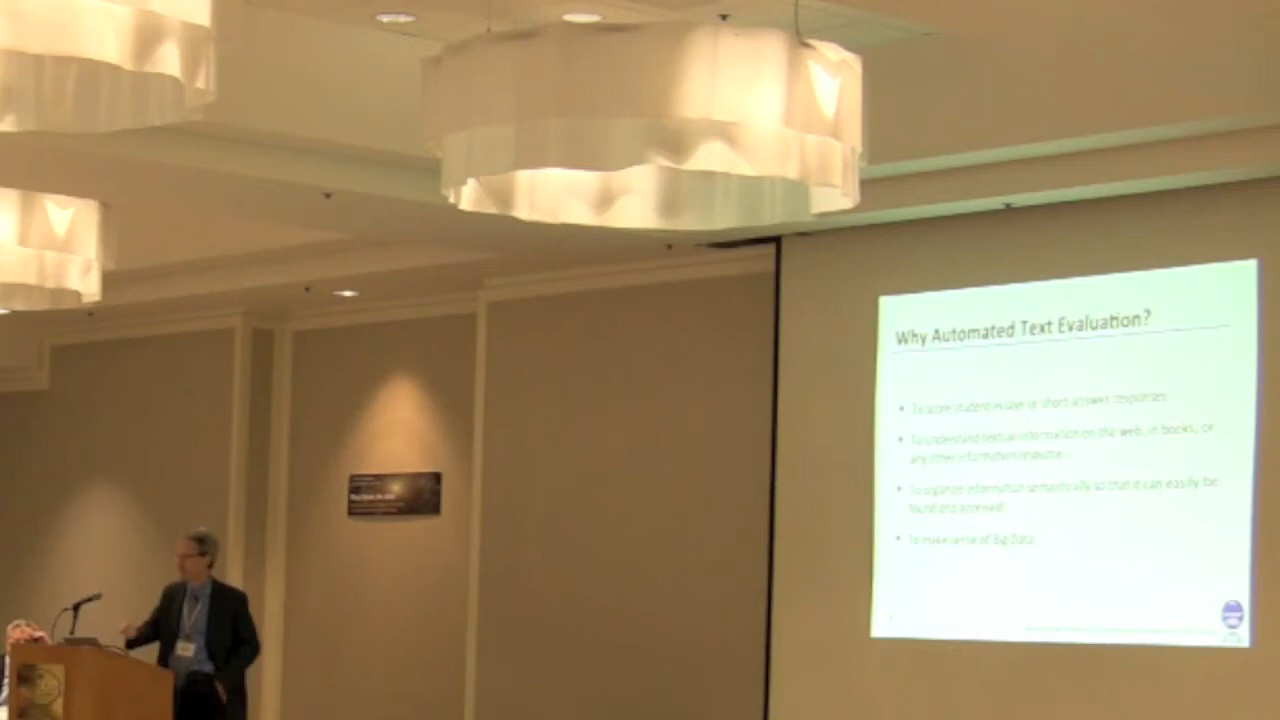 Why Automated Text Evaluation?
• To score student essays or short answer responses
• To understand textual information on the web, in books, or
any other information resource
• To organize information semantically so that it can easily be
found and accessed
• To make sense of Big Data